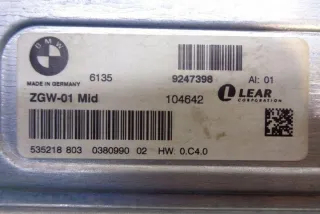 BMW
MADE IN GERMANY 6135 9247398 AI: 01
ZGW-01 Mid 104642 LEAR
CORPORATION
535218 803 0380990 02 HW: 0.C4.0